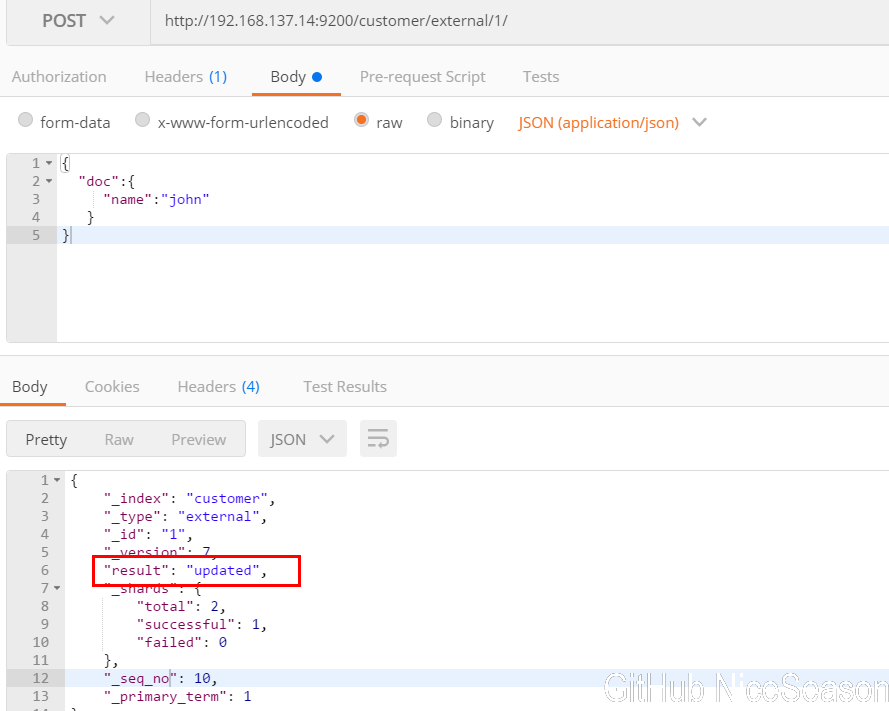 POST http://192.168.137.14:9200/customer/external/1/
Authorization Headers (1) Body Pre-request Script Tests
form-data x-www-form-urlencoded raw binary JSON (application/json)
1 {
2 "doc":{
3 "name":"john"
4 }
5 }
Body Cookies Headers (4) Test Results
Pretty Raw Preview JSON
1 {
2 "_index": "customer",
3 "_type": "external",
4 "_id": "1",
5 "_version": 7,
6 "result": "updated",
7 "_shards": {
8 "total": 2,
9 "successful": 1,
10 "failed": 0
11 },
12 "_seq_no": 10,
13 "_primary_term": 1
GitHub NiceSeason